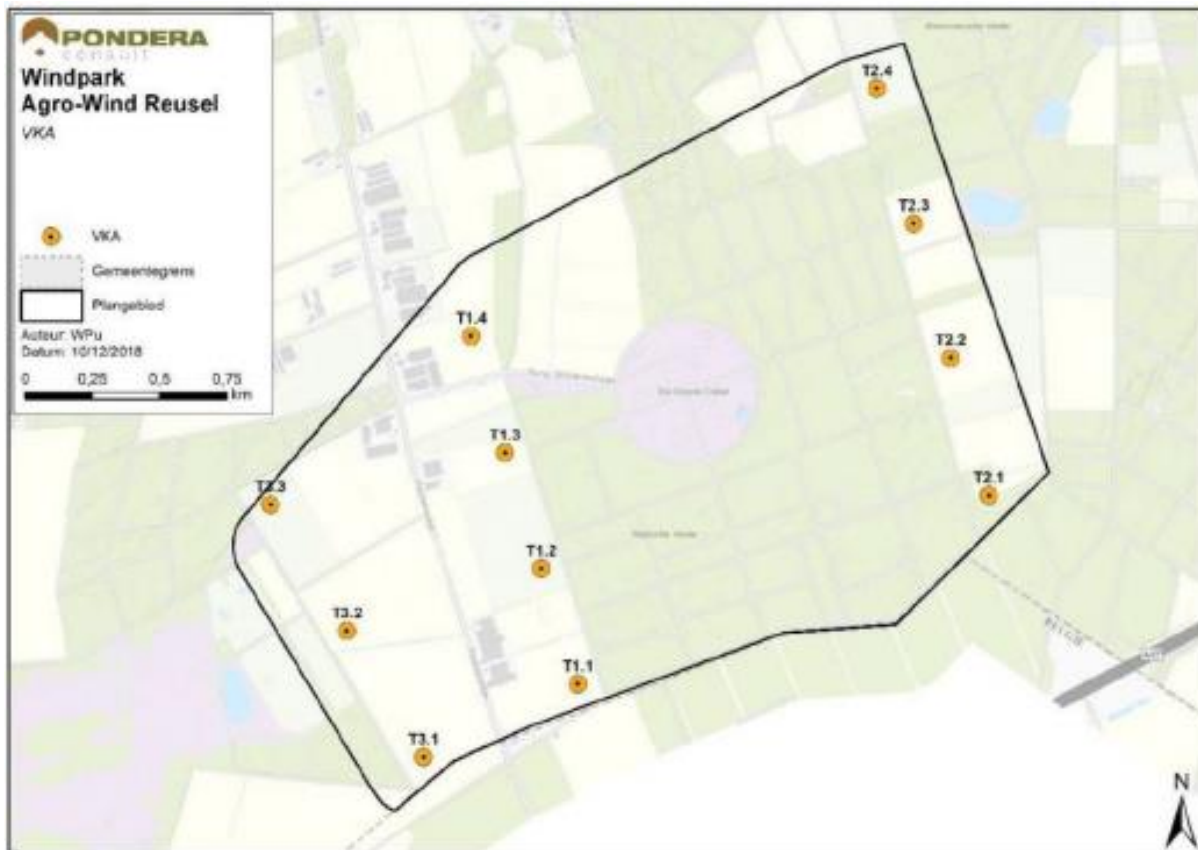 PONDERA
consult
Windpark
Agro-Wind Reusel
VKA
VKA
Gemeentegrens
Plangebied
Auteur: WPu
Datum: 10/12/2018
0 0,25 0,5 0,75
km
T2.4
T2.3
T1.4
T2.2
T1.3
T2.1
T3.3
T1.2
T3.2
T1.1
BELGIË
T3.1
N